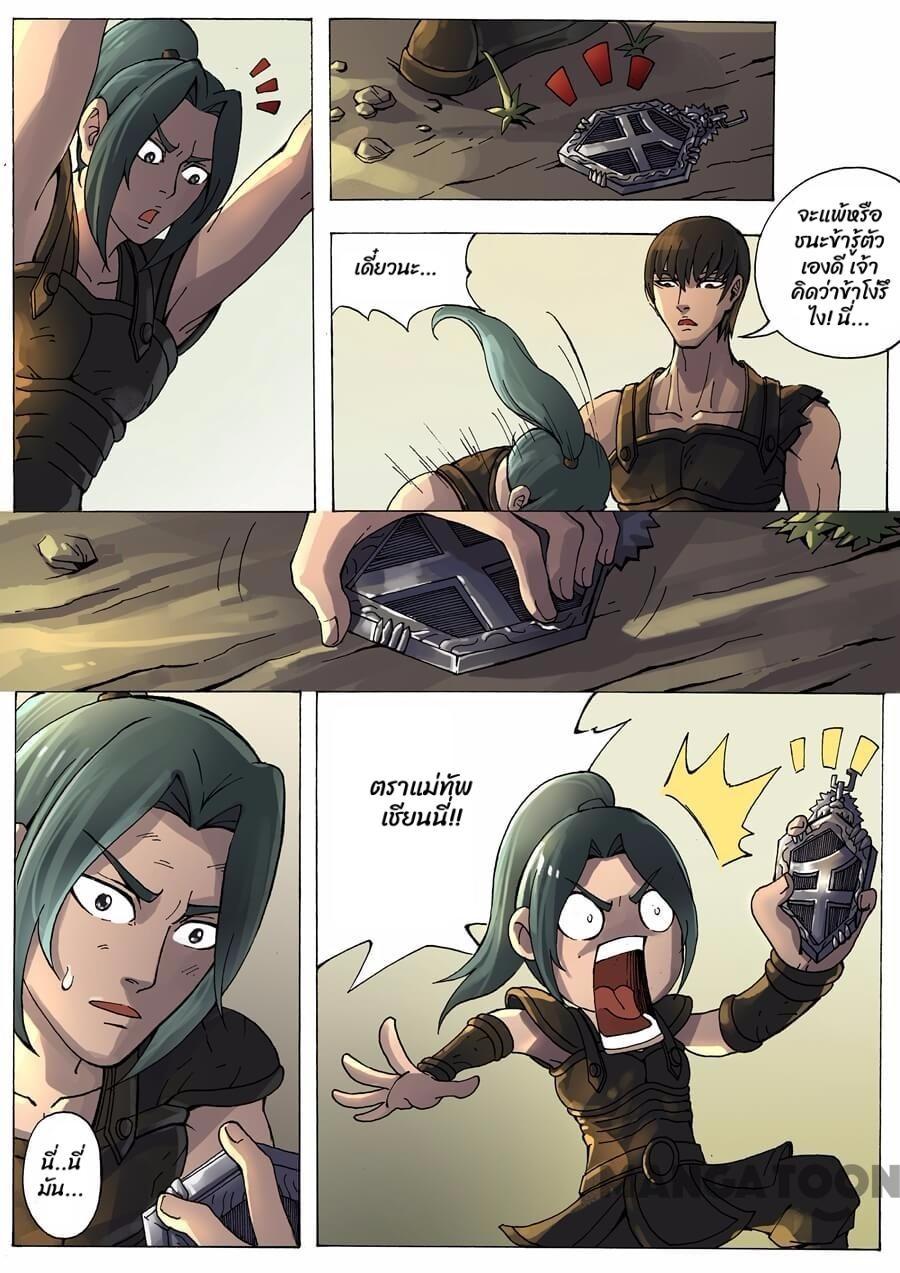 จะแพ้หรือ
ชนะข้ารู้ตัว
เองดี เจ้า
คิดว่าข้าโง่รึ
ไง! นี่...
เดี๋ยวนะ...
ตราแม่ทัพ
เชียนนี่!!
นี่..นี่
มัน...
MANGATOON